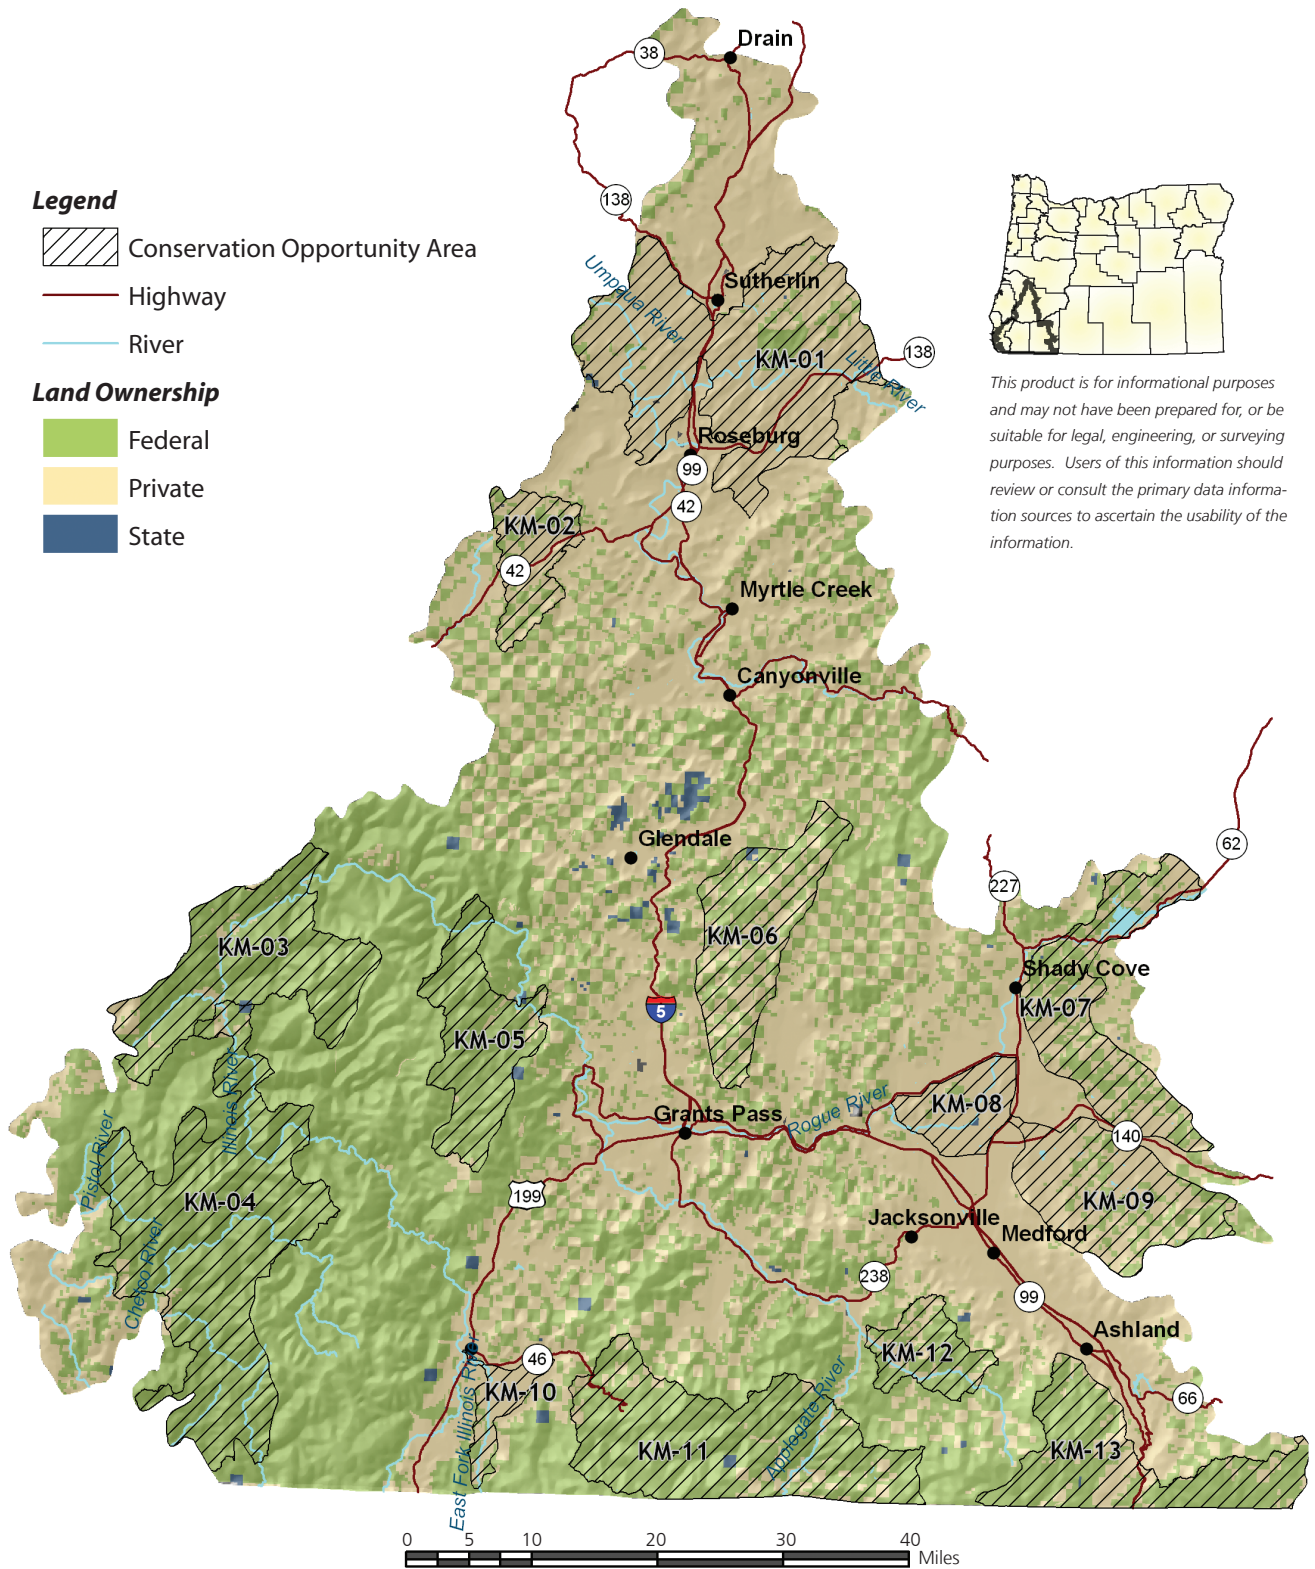 Drain
38
138
Legend
Conservation Opportunity Area
Highway
River
Land Ownership
Federal
Private
State
Umpqua River
Sutherlin
KM-01
Little River
138
Roseburg
99
42
KM-02
42
Myrtle Creek
Canyonville
Glendale
This product is for informational purposes
and may not have been prepared for, or be
suitable for legal, engineering, or surveying
purposes. Users of this information should
review or consult the primary data informa-
tion sources to ascertain the usability of the
information.
62
227
KM-03
KM-06
Shady Cove
KM-07
5
KM-05
Illinois River
Pistol River
Grants Pass
Rogue River
KM-08
140
KM-04
199
KM-09
Jacksonville
Medford
Chetco River
238
99
Ashland
KM-12
46
KM-10
66
East Fork Illinois River
KM-11
Applegate River
KM-13
0 5 10 20 30 40
Miles